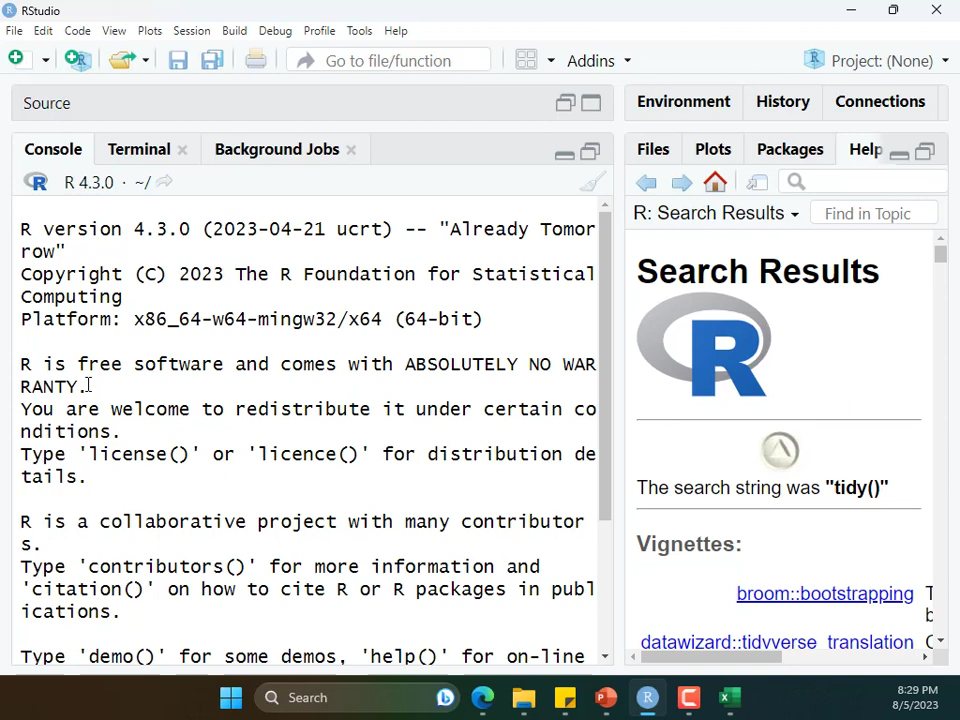 RStudio
File Edit Code View Plots Session Build Debug Profile Tools Help
Go to file/function Addins Project: (None)
Source
Environment History Connections
Console Terminal Background Jobs
Files Plots Packages Help
R 4.3.0 · ~/
R: Search Results Find in Topic
R version 4.3.0 (2023-04-21 ucrt) -- "Already Tomor
row"
Copyright (C) 2023 The R Foundation for Statistical
Computing
Platform: x86_64-w64-mingw32/x64 (64-bit)
R is free software and comes with ABSOLUTELY NO WAR
RANTY.
You are welcome to redistribute it under certain co
nditions.
Type 'license()' or 'licence()' for distribution de
tails.
R is a collaborative project with many contributor
s.
Type 'contributors()' for more information and
'citation()' on how to cite R or R packages in publ
ications.
Type 'demo()' for some demos, 'help()' for on-line
Search Results
R
The search string was "tidy()"
Vignettes:
broom::bootstrapping
datawizard::tidyverse_translation
Search
8:29 PM
8/5/2023